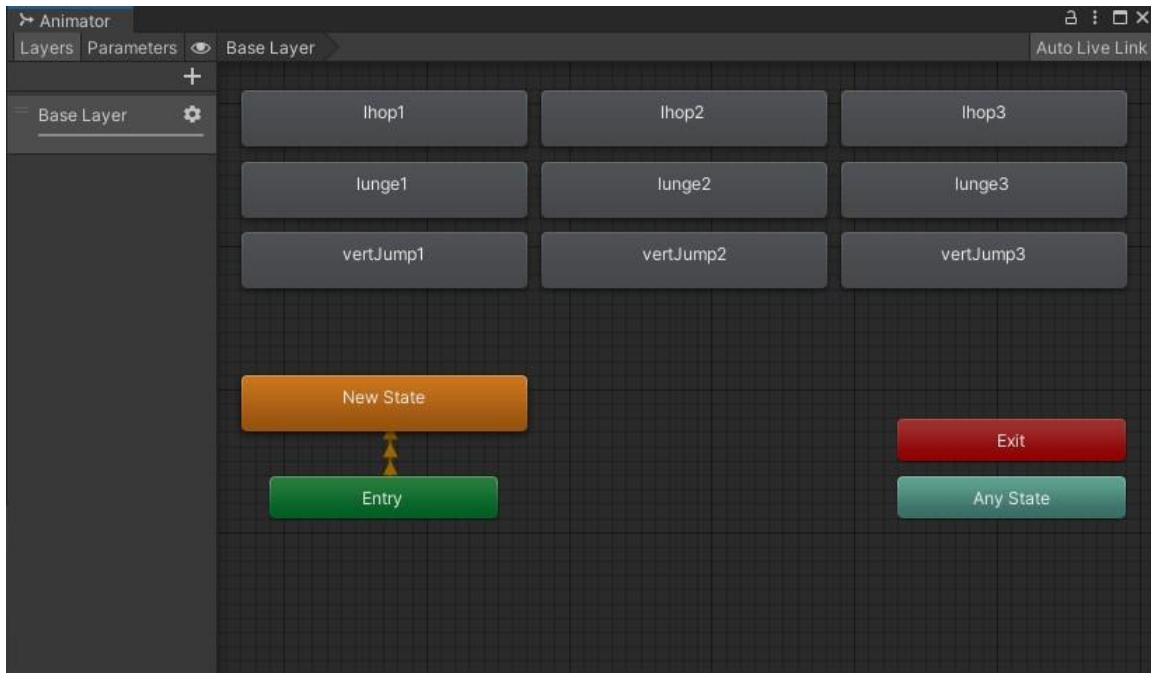 Animator
Layers Parameters Base Layer Auto Live Link
Base Layer
lhop1 lhop2 lhop3
lunge1 lunge2 lunge3
vertJump1 vertJump2 vertJump3
New State
Exit
Entry Any State